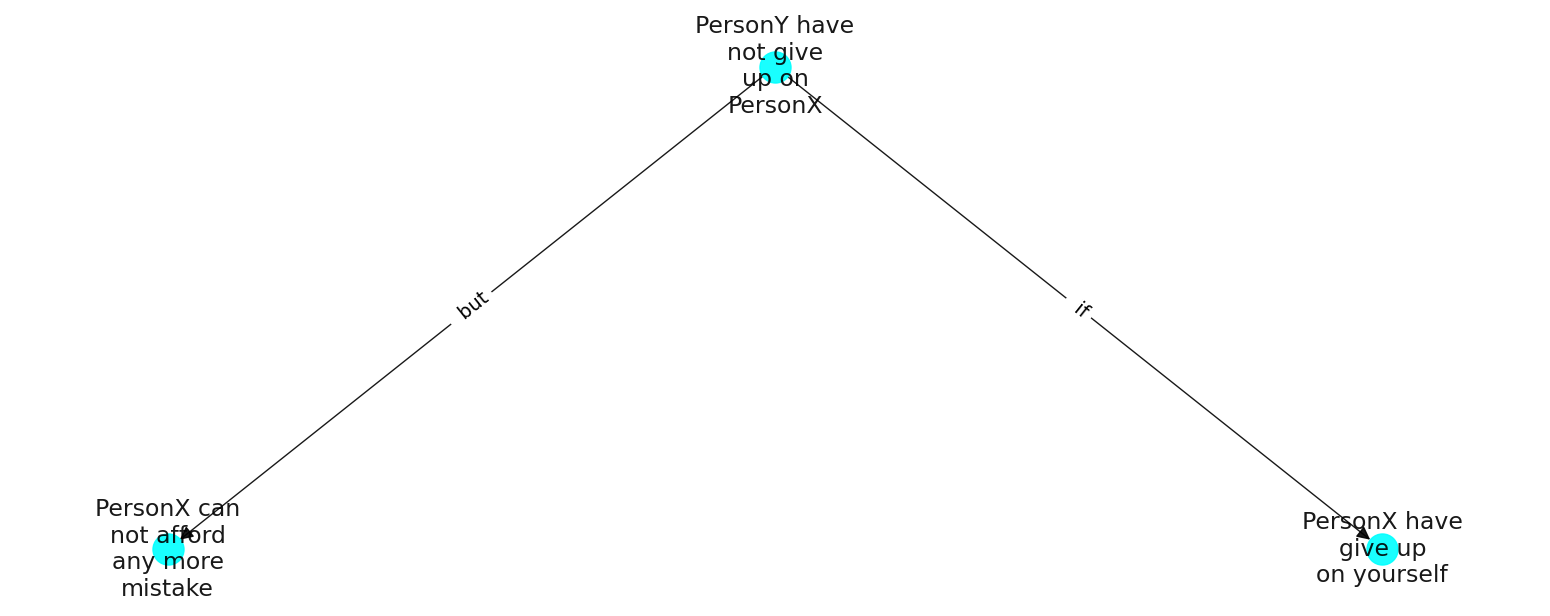 PersonY have
not give
up on
PersonX
but
if
PersonX can
not afford
any more
mistake
PersonX have
give up
on yourself